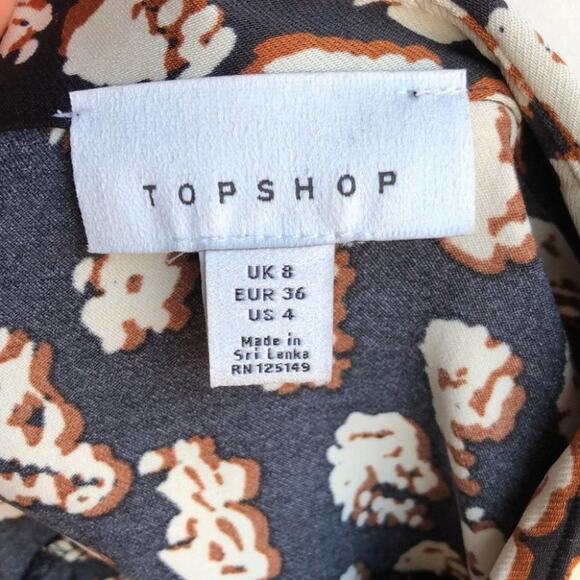 TOPSHOP
UK 8
EUR 36
US 4
Made in
Sri Lanka
RN 125149